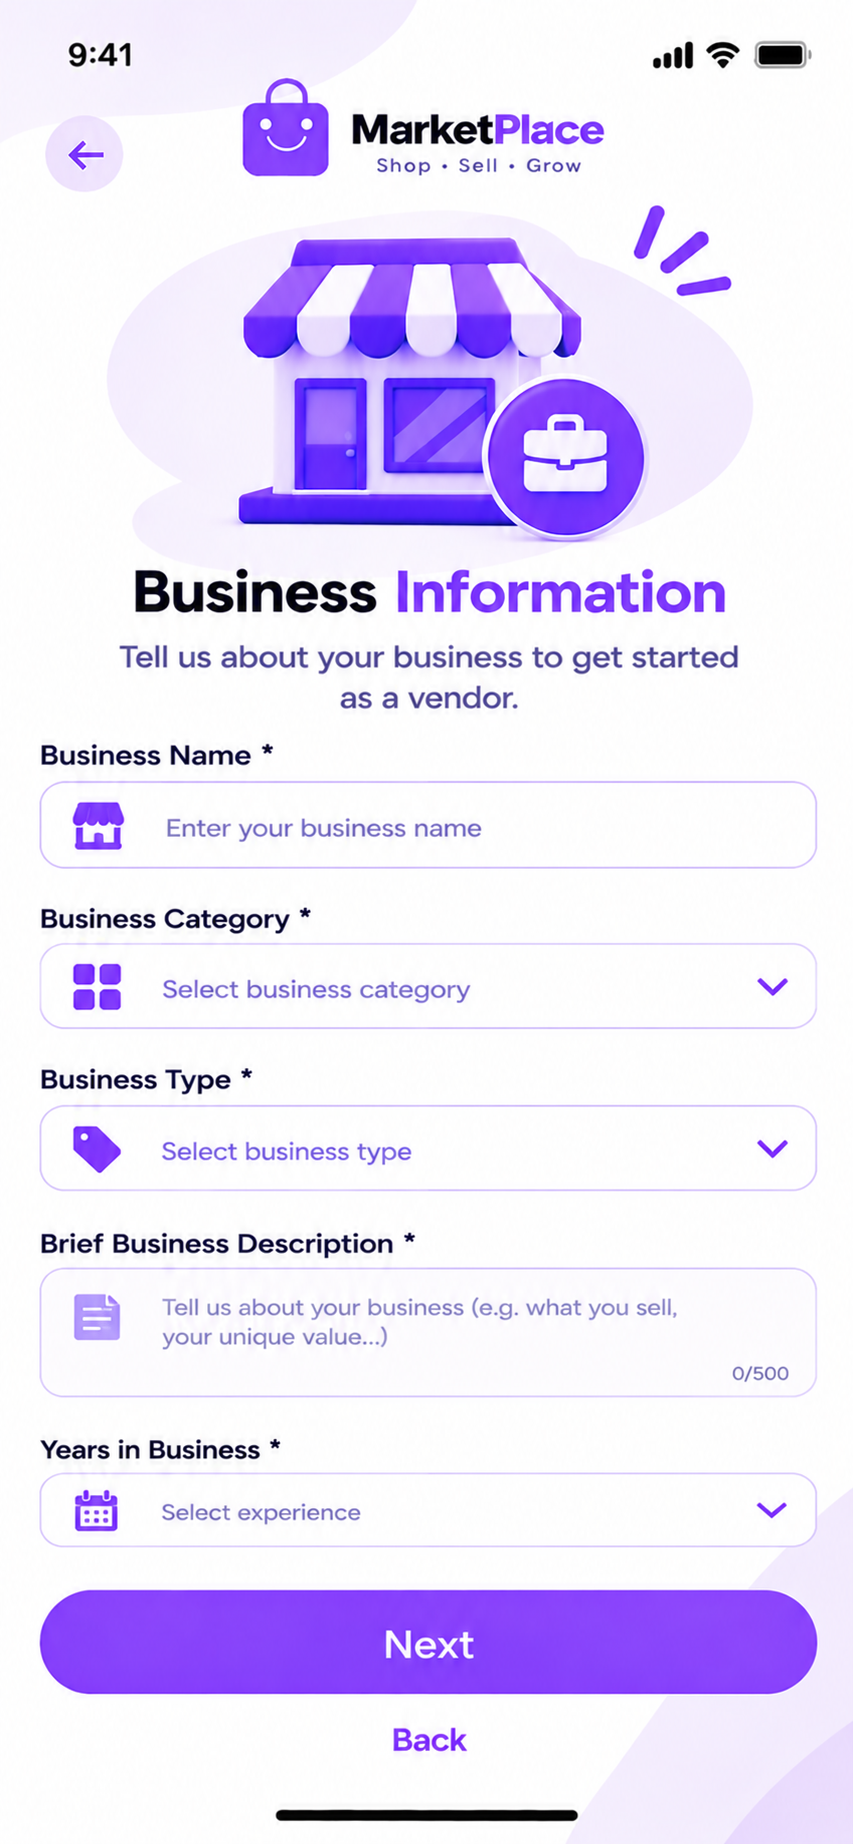 9:41
MarketPlace
Shop • Sell • Grow
Business Information
Tell us about your business to get started
as a vendor.
Business Name *
Enter your business name
Business Category *
Select business category
Business Type *
Select business type
Brief Business Description *
Tell us about your business (e.g. what you sell,
your unique value...)
0/500
Years in Business *
Select experience
Next
Back